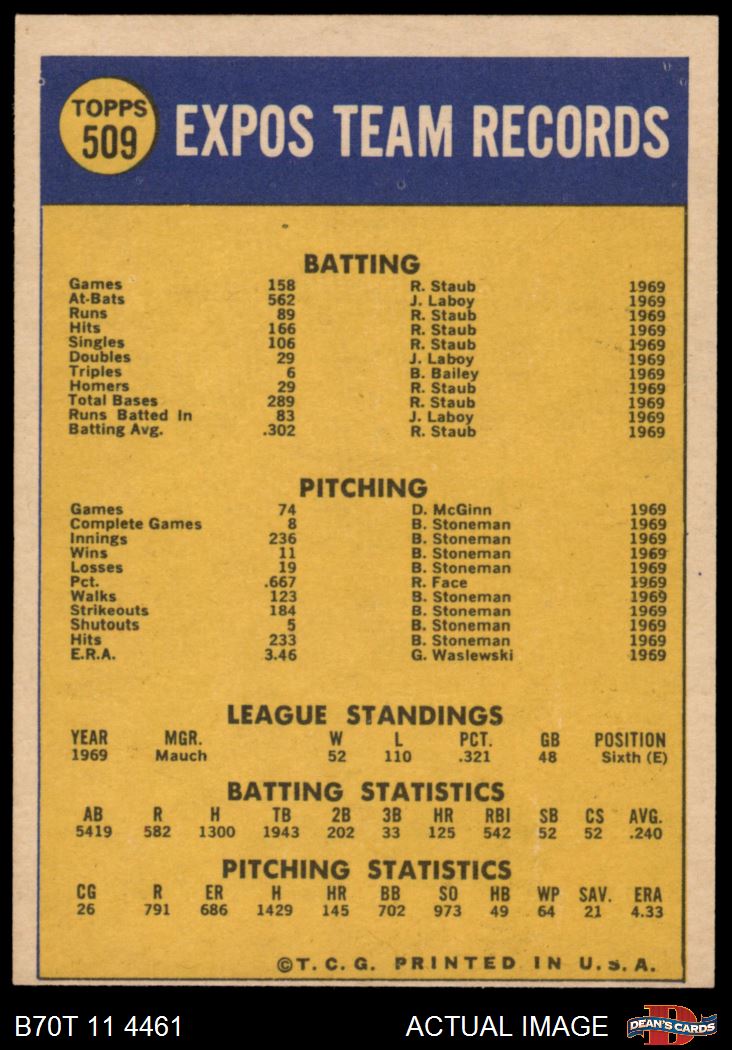 TOPPS
509
EXPOS TEAM RECORDS
BATTING
Games 158 R. Staub 1969
At-Bats 562 J. Laboy 1969
Runs 89 R. Staub 1969
Hits 166 R. Staub 1969
Singles 106 R. Staub 1969
Doubles 29 J. Laboy 1969
Triples 6 B. Bailey 1969
Homers 29 R. Staub 1969
Total Bases 289 R. Staub 1969
Runs Batted In 83 J. Laboy 1969
Batting Avg. .302 R. Staub 1969
PITCHING
Games 74 D. McGinn 1969
Complete Games 8 B. Stoneman 1969
Innings 236 B. Stoneman 1969
Wins 11 B. Stoneman 1969
Losses 19 B. Stoneman 1969
Pct. .667 R. Face 1969
Walks 123 B. Stoneman 1969
Strikeouts 184 B. Stoneman 1969
Shutouts 5 B. Stoneman 1969
Hits 233 B. Stoneman 1969
E.R.A. 3.46 G. Waslewski 1969
LEAGUE STANDINGS
YEAR MGR. W L PCT. GB POSITION
1969 Mauch 52 110 .321 48 Sixth (E)
BATTING STATISTICS
AB R H TB 2B 3B HR RBI SB CS AVG.
5419 582 1300 1943 202 33 125 542 52 52 .240
PITCHING STATISTICS
CG R ER H HR BB SO HB WP SAV. ERA
26 791 686 1429 145 702 973 49 64 21 4.33
©T. C. G. PRINTED IN U.S.A.
B70T 11 4461 ACTUAL IMAGE
D
DEAN'S CARDS